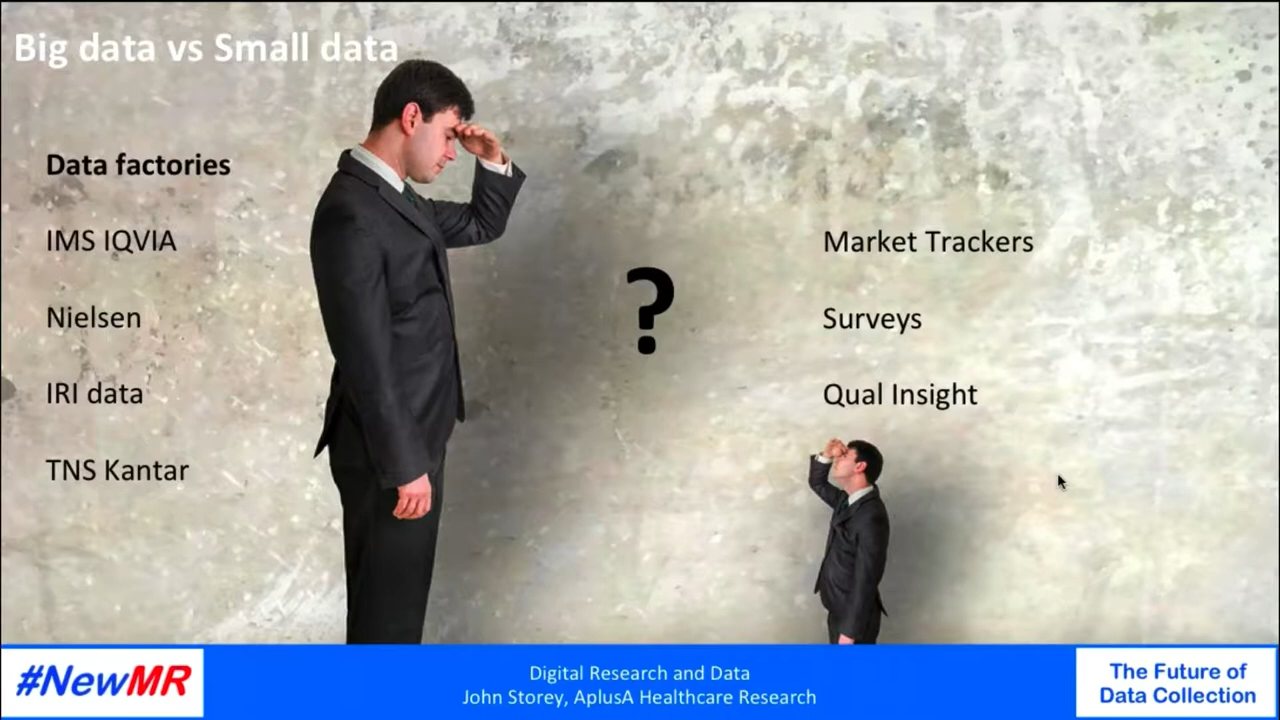 Big data vs Small data
Data factories
IMS IQVIA
Nielsen
IRI data
TNS Kantar
?
Market Trackers
Surveys
Qual Insight
#NewMR
Digital Research and Data
John Storey, AplusA Healthcare Research
The Future of
Data Collection